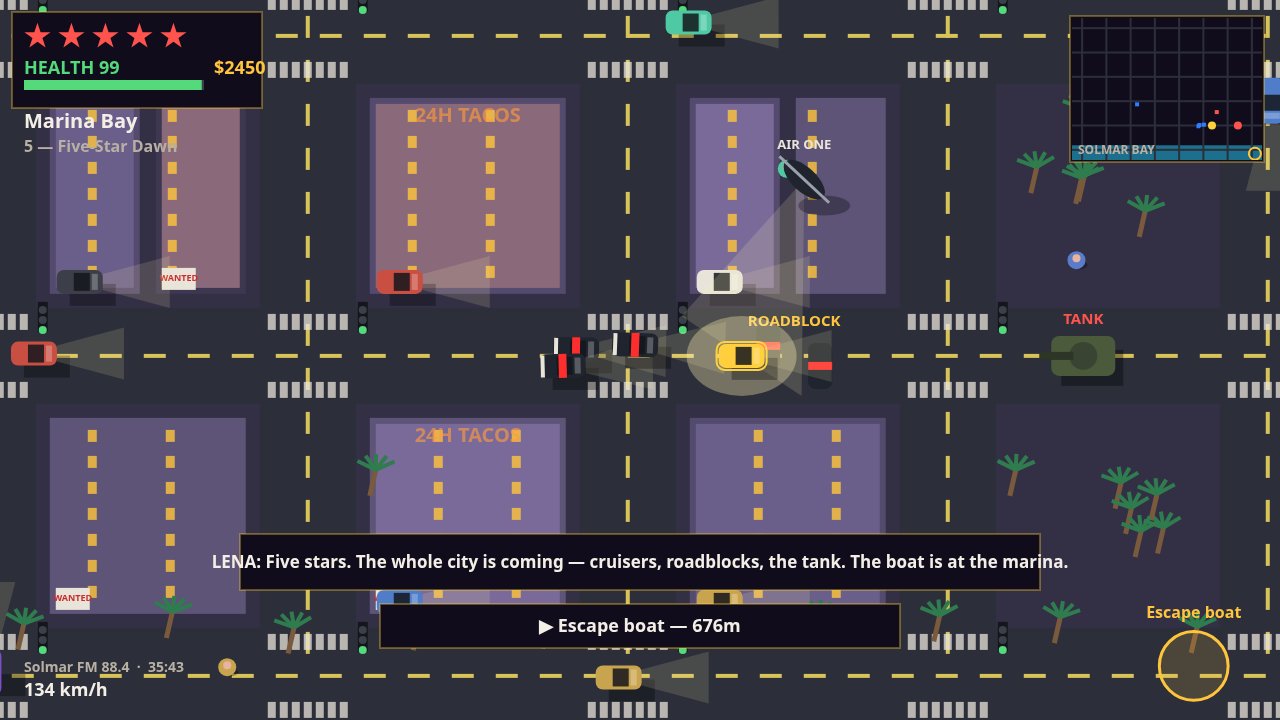 ★★★★★
HEALTH 99 $2450
Marina Bay
5 — Five Star Dawn
24H TACOS
AIR ONE
SOLMAR BAY
WANTED
ROADBLOCK
TANK
24H TACOS
LENA: Five stars. The whole city is coming — cruisers, roadblocks, the tank. The boat is at the marina.
WANTED
▶ Escape boat — 676m
Escape boat
Solmar FM 88.4 · 35:43
134 km/h